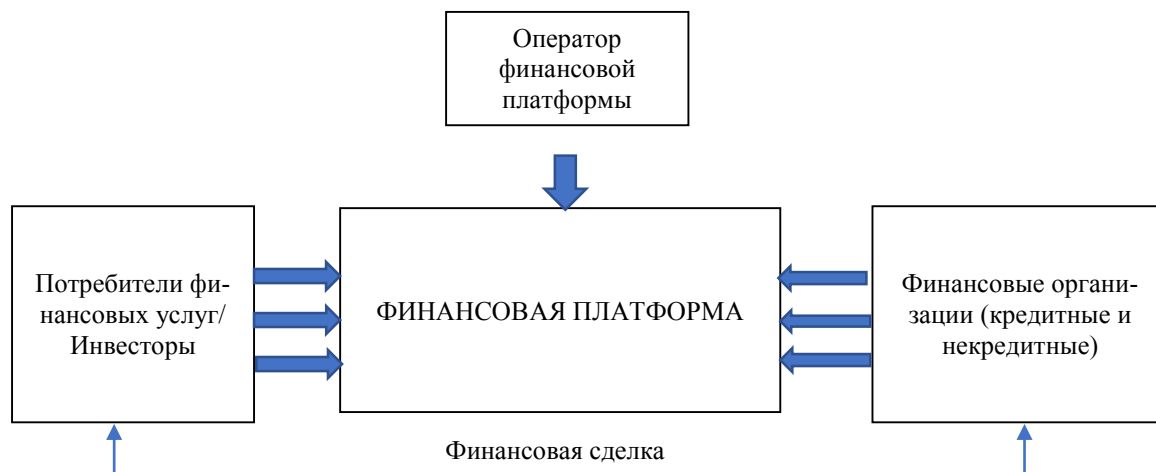 Оператор
финансовой
платформы
Потребители фи-
нансовых услуг/
Инвесторы
ФИНАНСОВАЯ ПЛАТФОРМА
Финансовые органи-
зации (кредитные и
некредитные)
Финансовая сделка